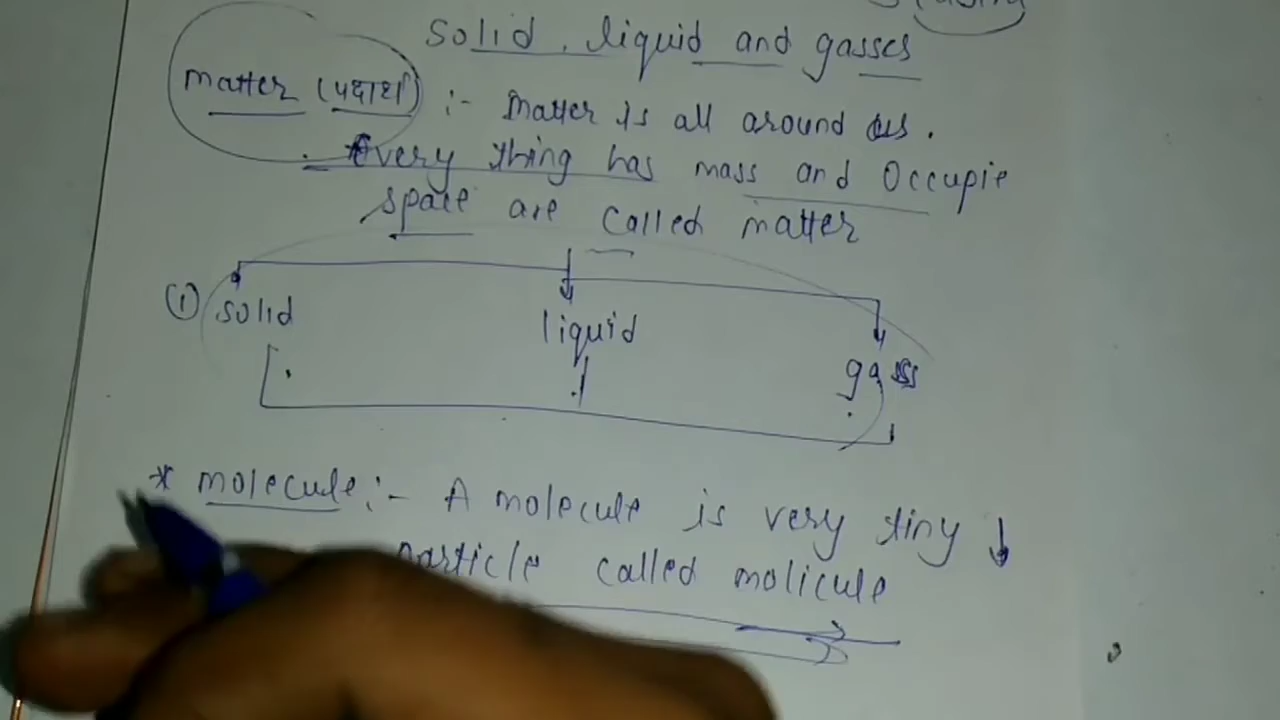 Solid, liquid and gasses
Matter (पदार्थ) :- Matter is all around us.
Every thing has mass and Occupie
space are called matter
① solid
liquid
gass
* molecule :- A molecule is very tiny ↓
particle called molicule